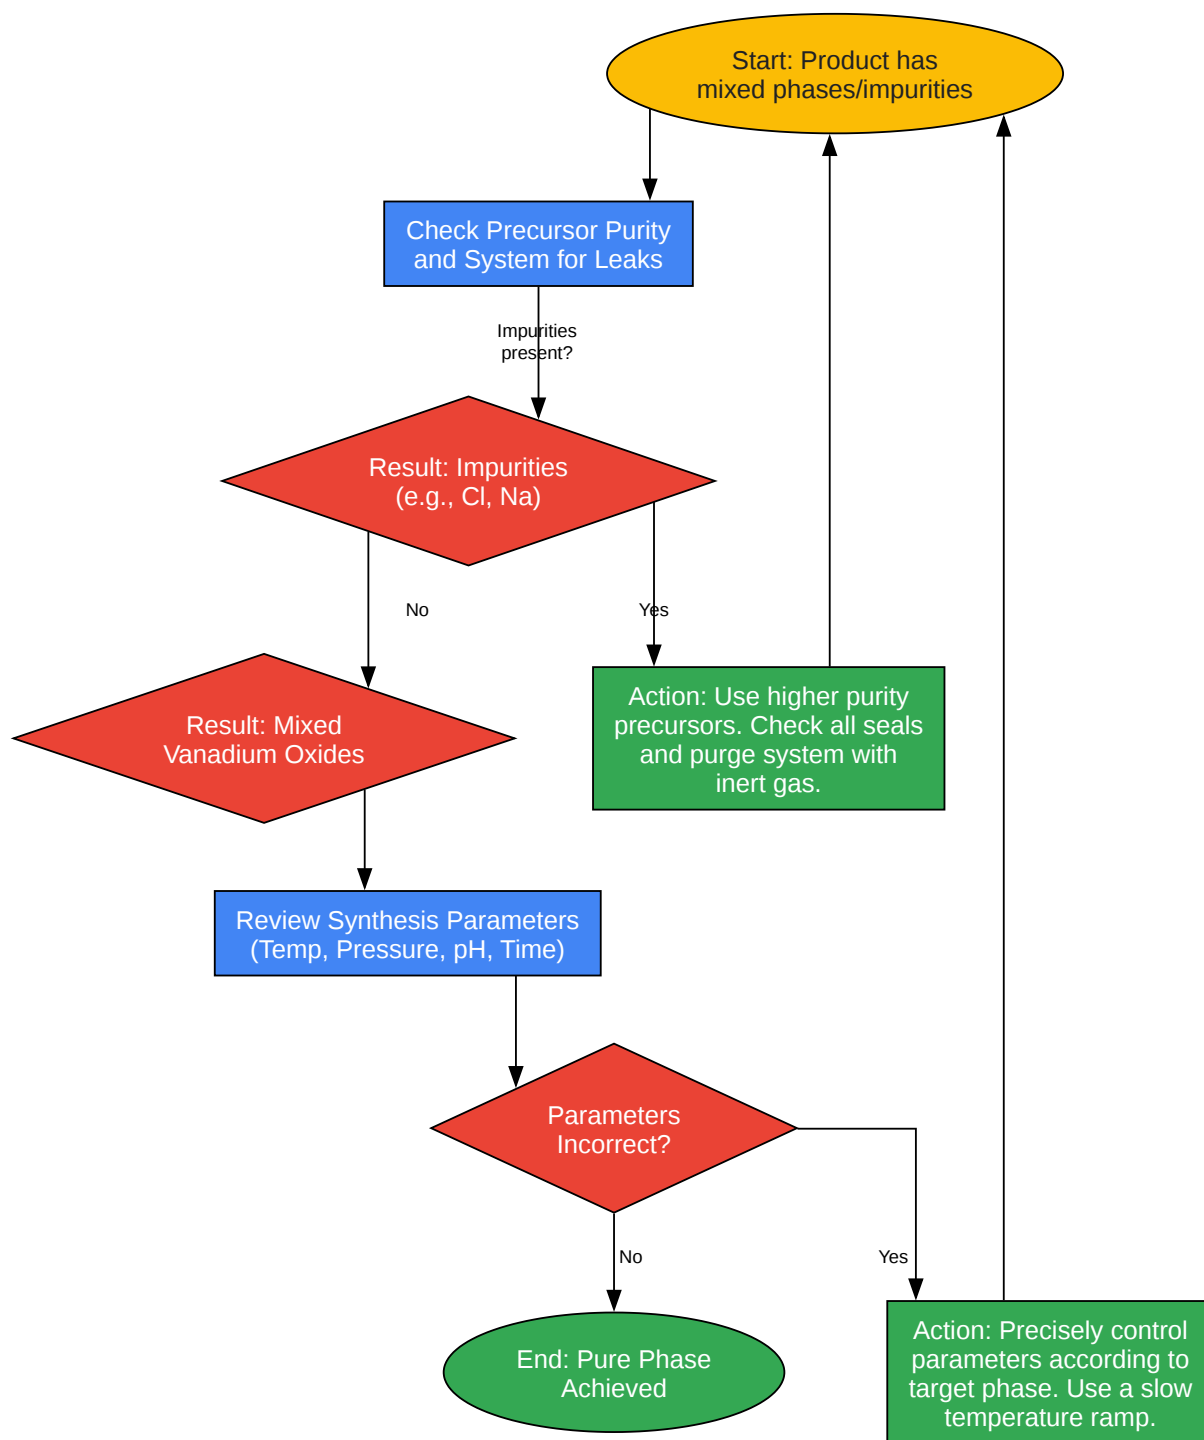 Start: Product has
mixed phases/impurities
Check Precursor Purity
and System for Leaks
Impurities
present?
Result: Impurities
(e.g., Cl, Na)
No
Yes
Result: Mixed
Vanadium Oxides
Action: Use higher purity
precursors. Check all seals
and purge system with
inert gas.
Review Synthesis Parameters
(Temp, Pressure, pH, Time)
Parameters
Incorrect?
No
Yes
End: Pure Phase
Achieved
Action: Precisely control
parameters according to
target phase. Use a slow
temperature ramp.